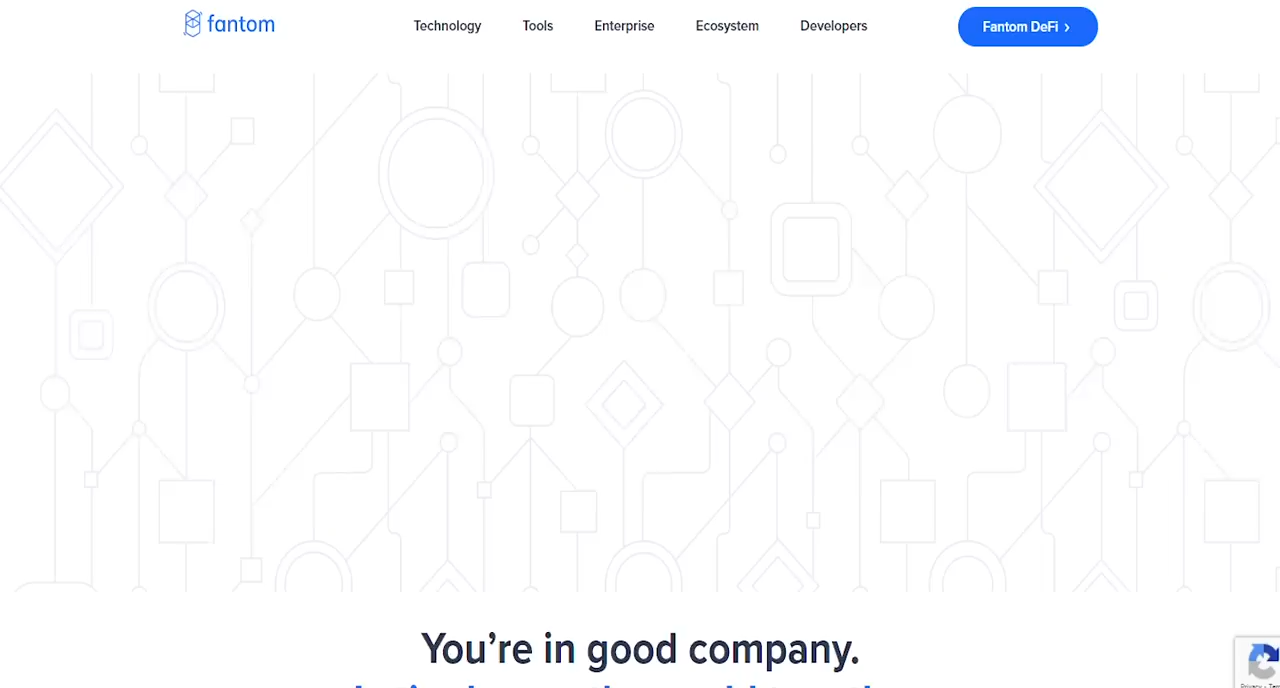 fantom
Technology
Tools
Enterprise
Ecosystem
Developers
Fantom DeFi ›
You're in good company.